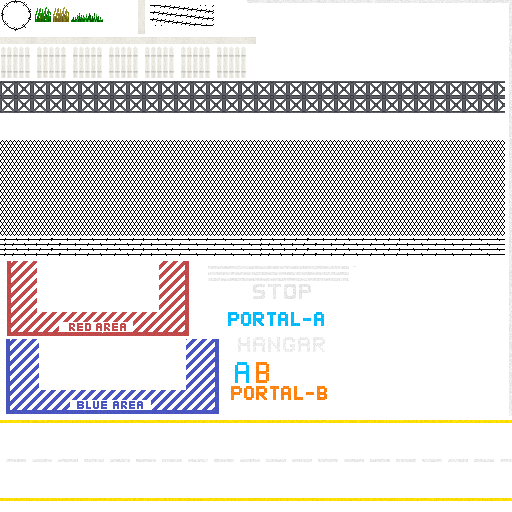 STOP
PORTAL-A
RED AREA
HANGAR
AB
PORTAL-B
BLUE AREA